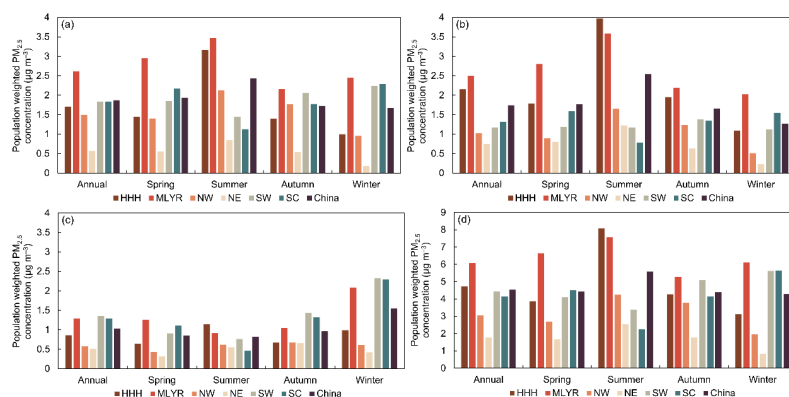 (a)
Population weighted PM2.5
concentration (µg m−3)
4
3.5
3
2.5
2
1.5
1
0.5
0
Annual Spring Summer Autumn Winter
HHH MLYR NW NE SW SC China
(b)
Population weighted PM2.5
concentration (µg m−3)
4
3.5
3
2.5
2
1.5
1
0.5
0
Annual Spring Summer Autumn Winter
HHH MLYR NW NE SW SC China
(c)
Population weighted PM2.5
concentration (µg m−3)
4
3.5
3
2.5
2
1.5
1
0.5
0
Annual Spring Summer Autumn Winter
HHH MLYR NW NE SW SC China
(d)
Population weighted PM2.5
concentration (µg m−3)
9
8
7
6
5
4
3
2
1
0
Annual Spring Summer Autumn Winter
HHH MLYR NW NE SW SC China